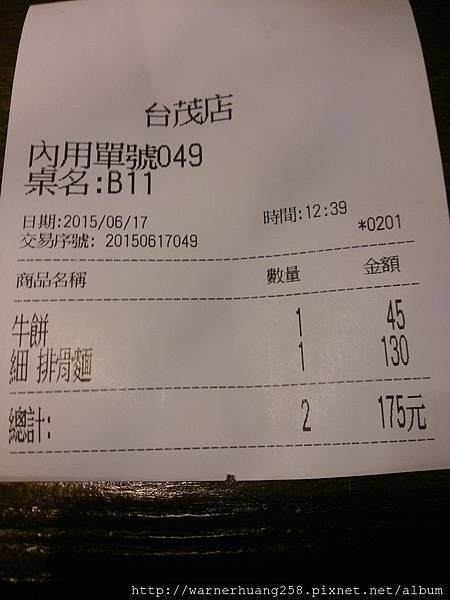 台茂店
內用單號049
桌名:B11
日期:2015/06/17 時間:12:39
交易序號: 20150617049 *0201
商品名稱 數量 金額
牛餅 1 45
細 排骨麵 1 130
總計: 2 175元
http://warnerhuang258.pixnet.net/album